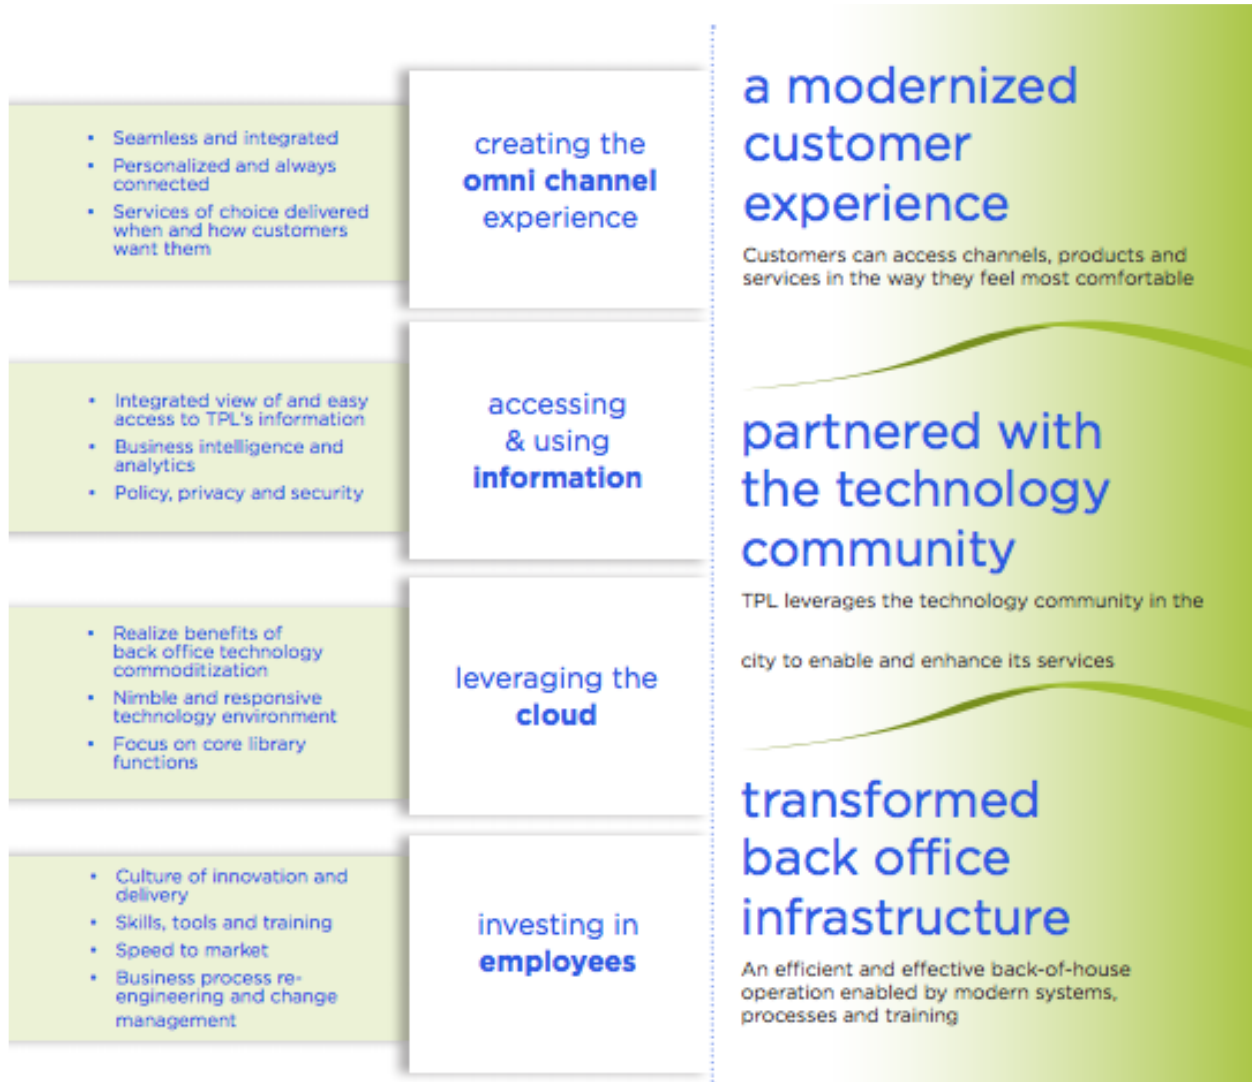 • Seamless and integrated
• Personalized and always
connected
• Services of choice delivered
when and how customers
want them
creating the
omni channel
experience
• Integrated view of and easy
access to TPL's information
• Business intelligence and
analytics
• Policy, privacy and security
accessing
& using
information
• Realize benefits of
back office technology
commoditization
• Nimble and responsive
technology environment
• Focus on core library
functions
leveraging the
cloud
• Culture of innovation and
delivery
• Skills, tools and training
• Speed to market
• Business process re-
engineering and change
management
investing in
employees
a modernized
customer
experience
Customers can access channels, products and
services in the way they feel most comfortable
partnered with
the technology
community
TPL leverages the technology community in the
city to enable and enhance its services
transformed
back office
infrastructure
An efficient and effective back-of-house
operation enabled by modern systems,
processes and training